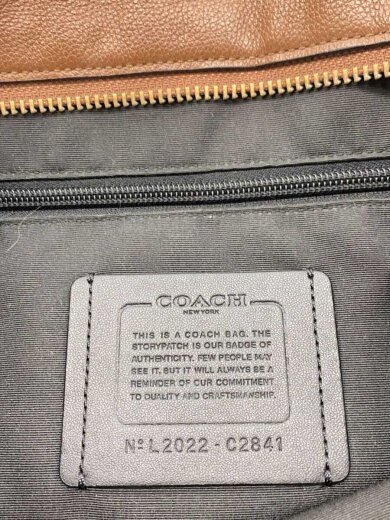 COACH
NEW YORK
THIS IS A COACH BAG. THE
STORYPATCH IS OUR BADGE OF
AUTHENTICITY. FEW PEOPLE MAY
SEE IT. BUT IT WILL ALWAYS BE A
REMINDER OF OUR COMMITMENT
TO QUALITY AND CRAFTSMANSHIP.
Nº L2022 - C2841